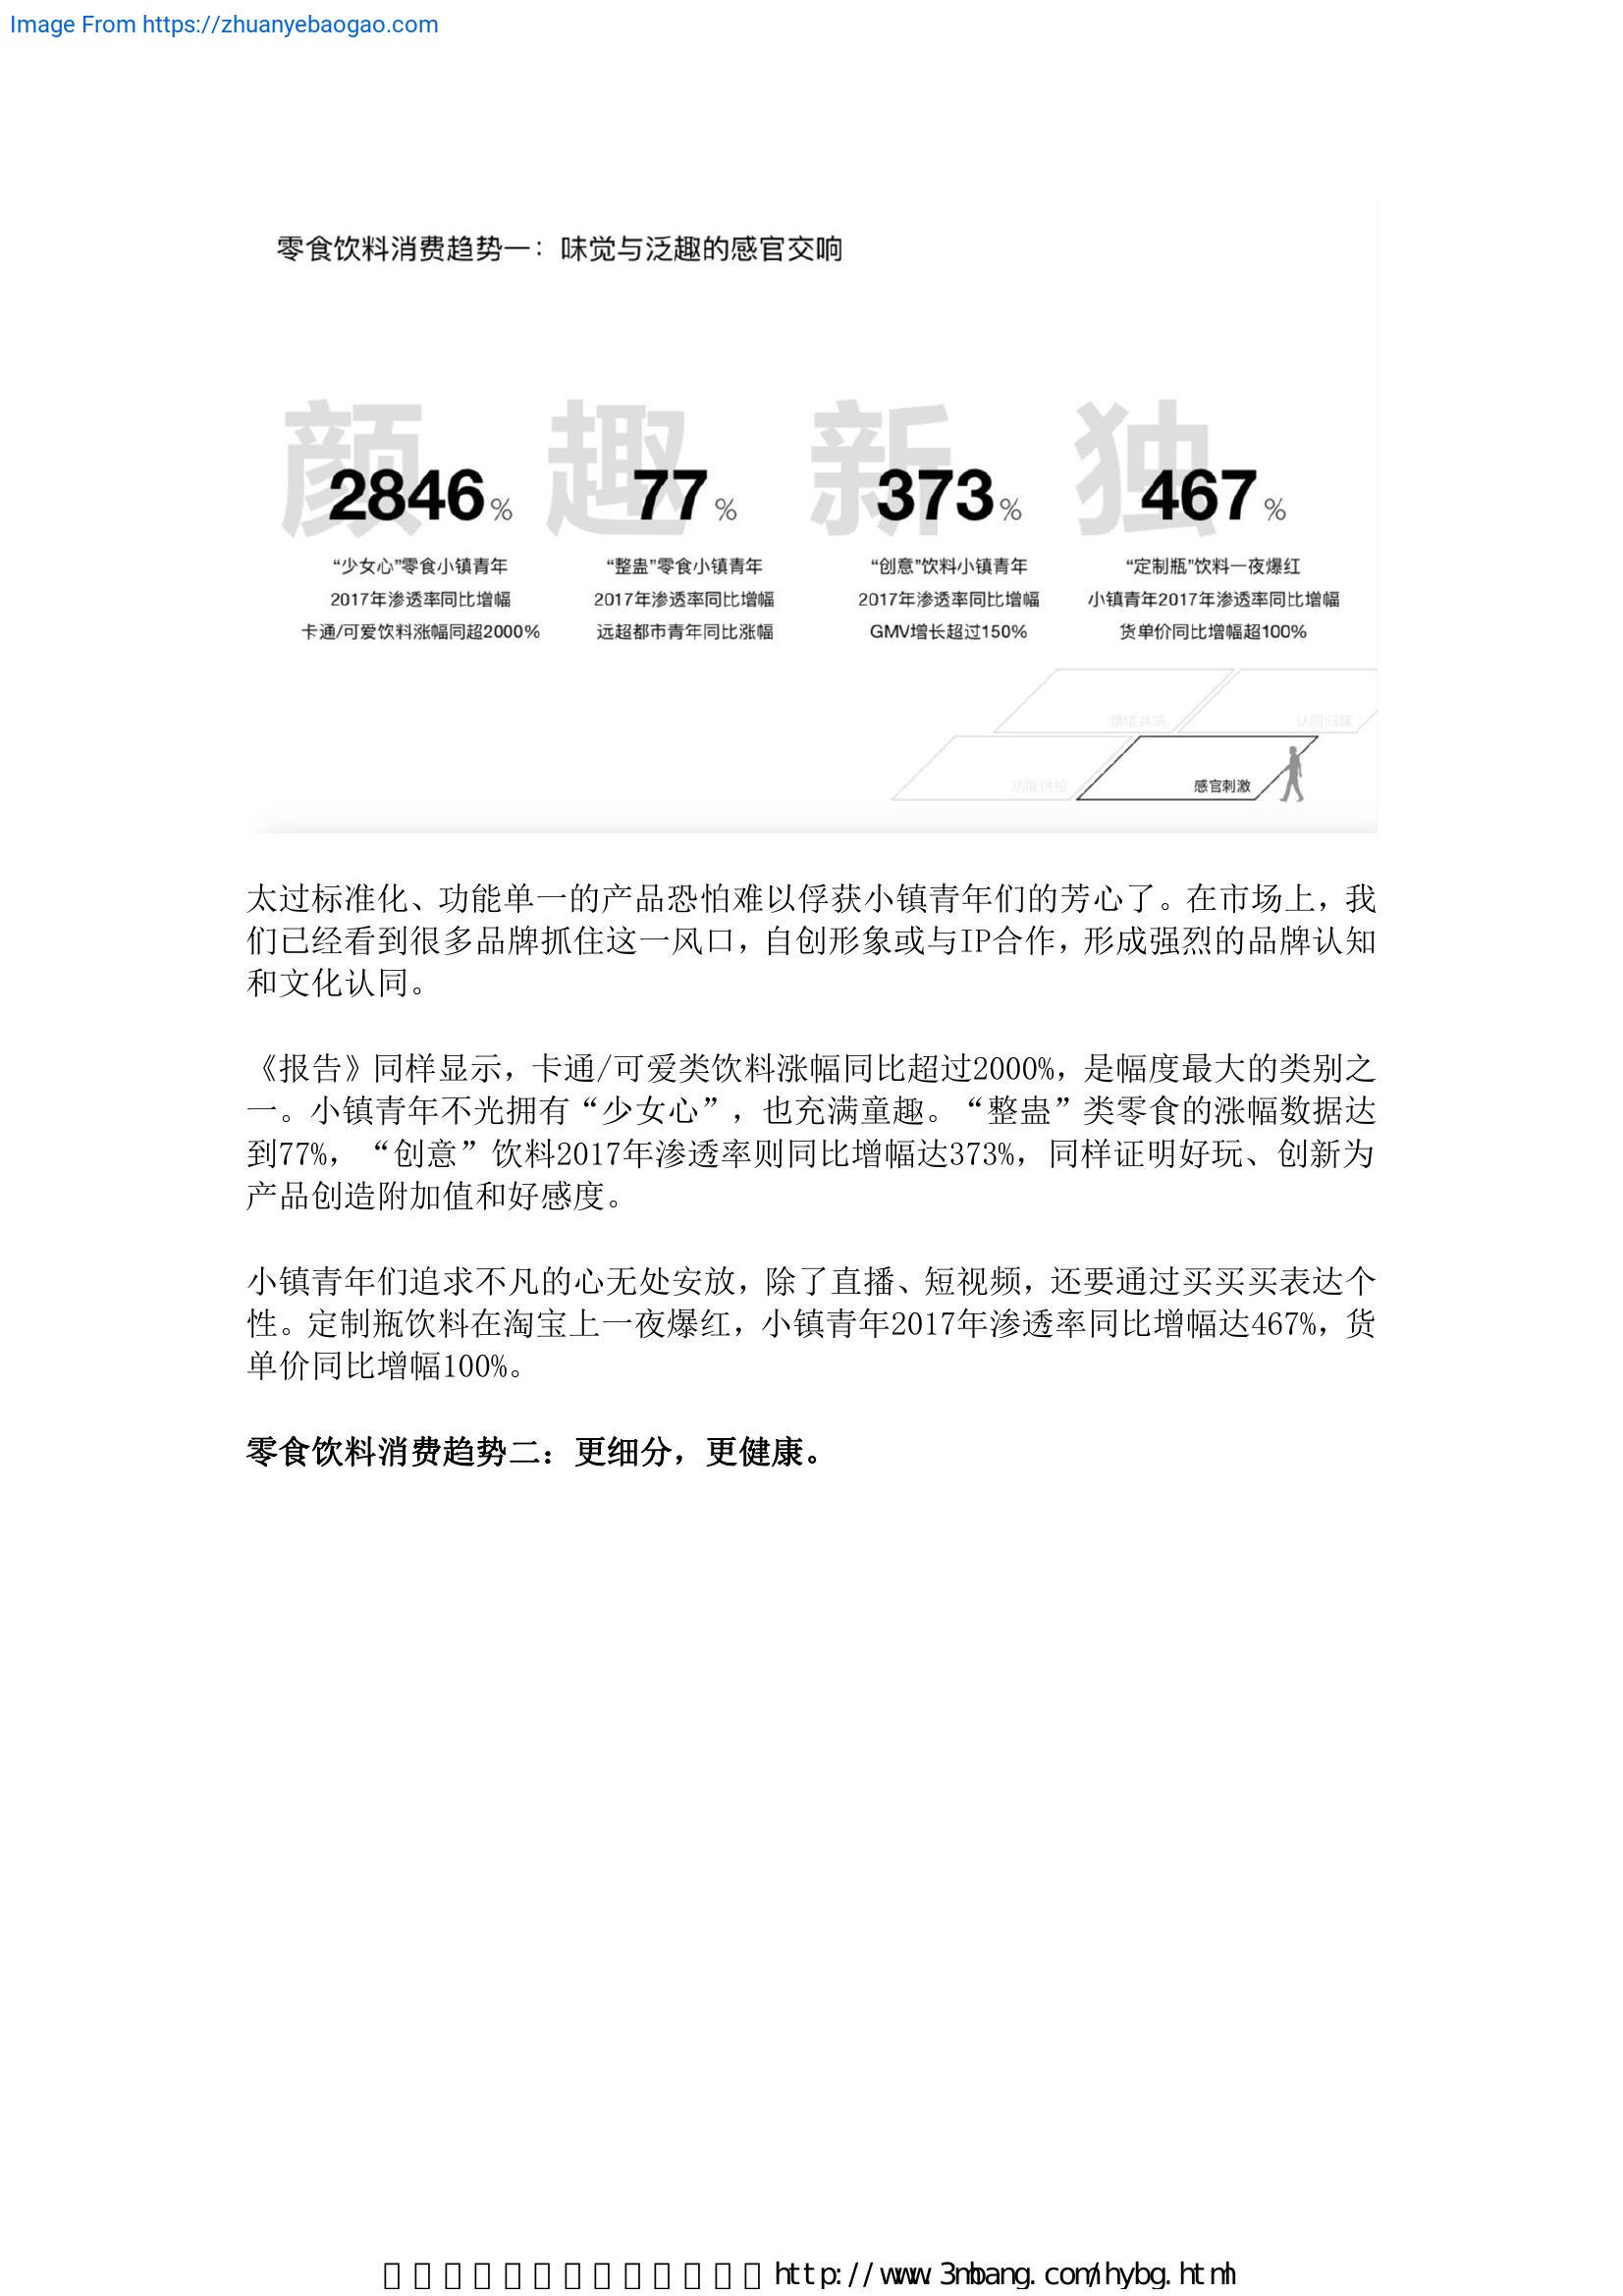 Image From https://zhuanyebaogao.com
零食饮料消费趋势一：味觉与泛趣的感官交响
颜 趣 新 独
2846% 77% 373% 467%
“少女心”零食小镇青年 “整蛊”零食小镇青年 “创意”饮料小镇青年 “定制瓶”饮料一夜爆红
2017年渗透率同比增幅 2017年渗透率同比增幅 2017年渗透率同比增幅 小镇青年2017年渗透率同比增幅
卡通/可爱饮料涨幅同超2000% 远超都市青年同比涨幅 GMV增长超过150% 货单价同比增幅超100%
情境共鸣 认同归属
功能供给 感官刺激
太过标准化、功能单一的产品恐怕难以俘获小镇青年们的芳心了。在市场上，我
们已经看到很多品牌抓住这一风口，自创形象或与IP合作，形成强烈的品牌认知
和文化认同。
《报告》同样显示，卡通/可爱类饮料涨幅同比超过2000%，是幅度最大的类别之
一。小镇青年不光拥有“少女心”，也充满童趣。“整蛊”类零食的涨幅数据达
到77%，“创意”饮料2017年渗透率则同比增幅达373%，同样证明好玩、创新为
产品创造附加值和好感度。
小镇青年们追求不凡的心无处安放，除了直播、短视频，还要通过买买买表达个
性。定制瓶饮料在淘宝上一夜爆红，小镇青年2017年渗透率同比增幅达467%，货
单价同比增幅100%。
零食饮料消费趋势二：更细分，更健康。
http://www.3mbang.com/hybg.html